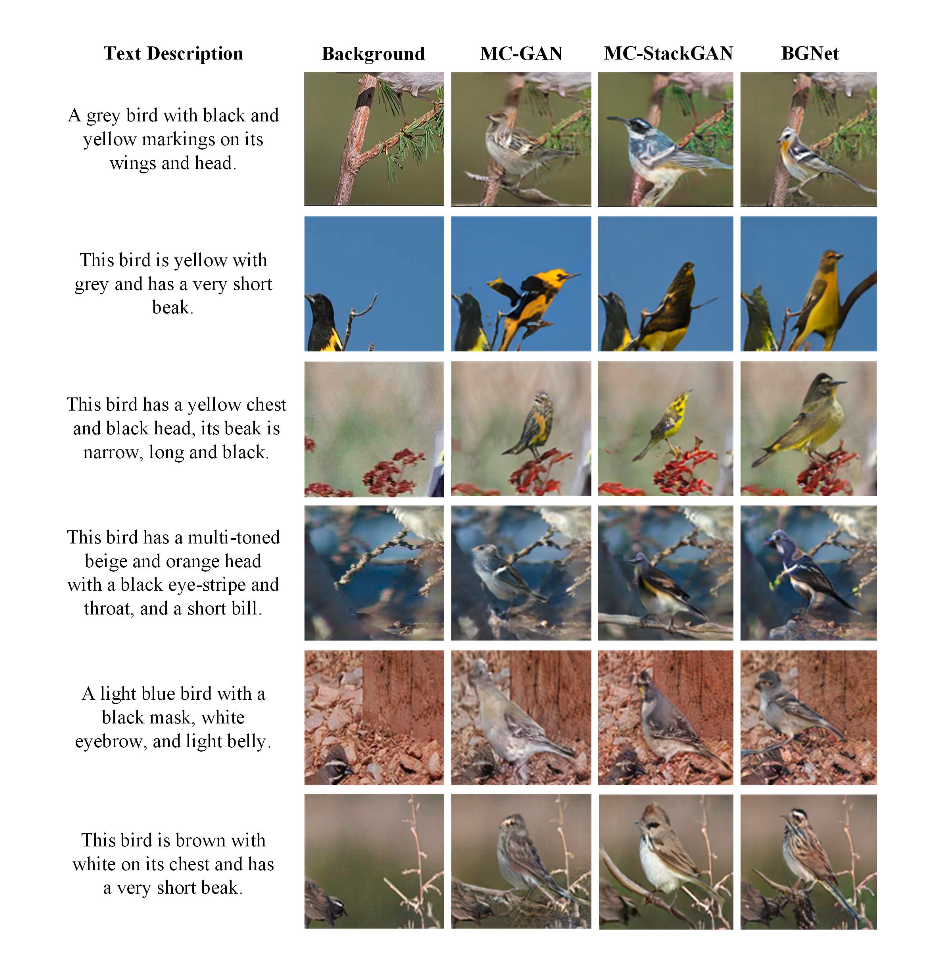 Text Description Background MC-GAN MC-StackGAN BGNet
A grey bird with black and
yellow markings on its
wings and head.
This bird is yellow with
grey and has a very short
beak.
This bird has a yellow chest
and black head, its beak is
narrow, long and black.
This bird has a multi-toned
beige and orange head
with a black eye-stripe and
throat, and a short bill.
A light blue bird with a
black mask, white
eyebrow, and light belly.
This bird is brown with
white on its chest and has
a very short beak.